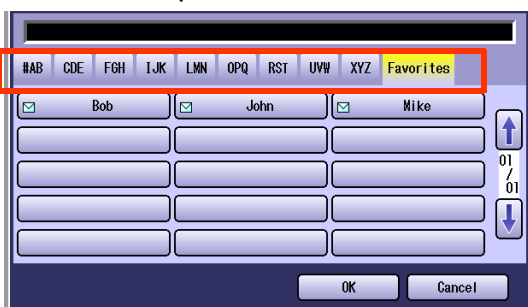 #AB CDE FGH IJK LMN OPQ RST UVW XYZ Favorites
Bob John Mike
01
/
01
OK Cancel